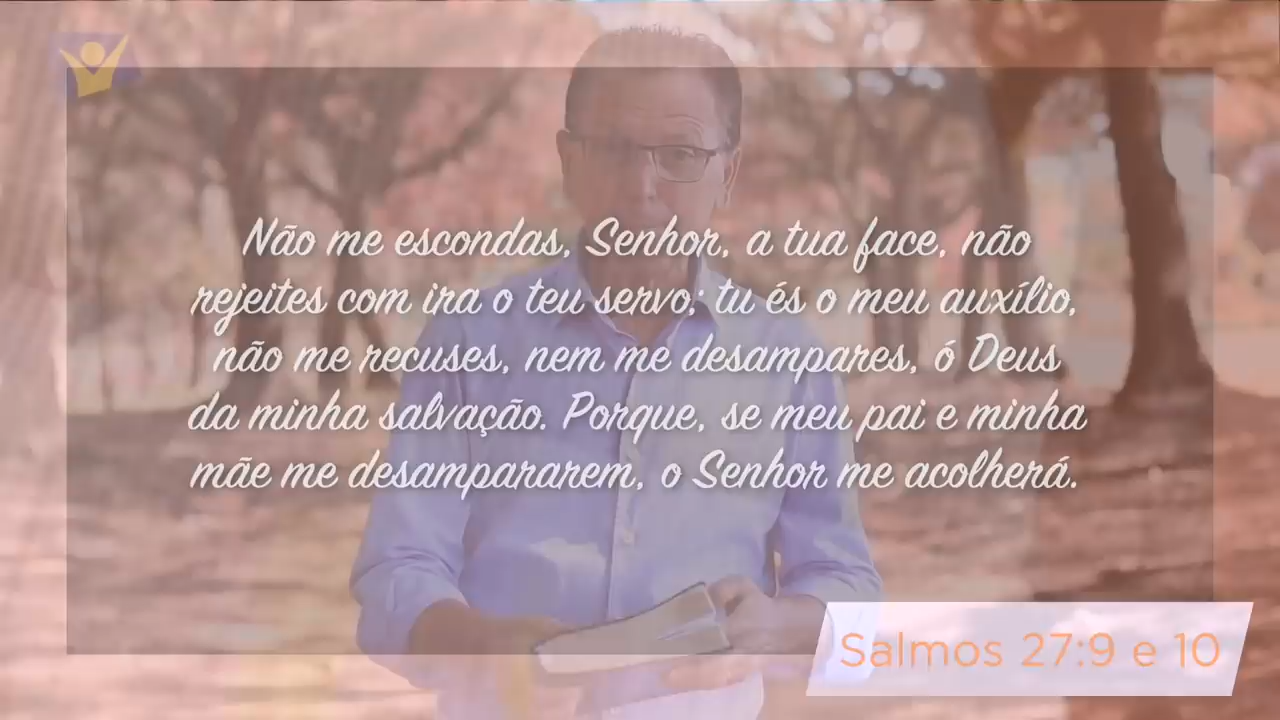 Não me escondas, Senhor, a tua face, não
rejeites com ira o teu servo; tu és o meu auxílio,
não me recuses, nem me desampares, ó Deus
da minha salvação. Porque, se meu pai e minha
mãe me desampararem, o Senhor me acolherá.
Salmos 27:9 e 10